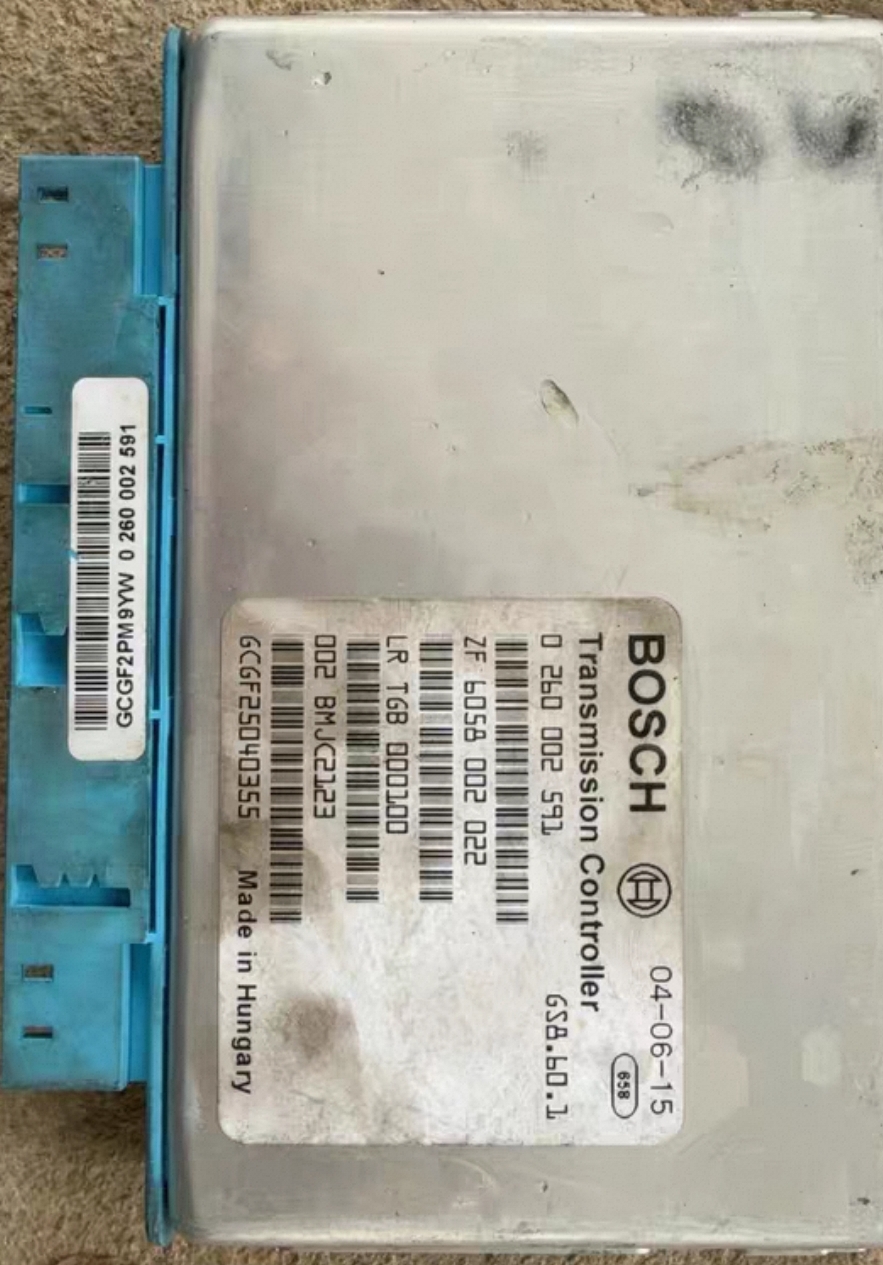 BOSCH 04-06-15
Transmission Controller 658
0 260 002 591 GS8.60.1
ZF 6058 002 022
LR TGB 000100
002 BMJC2123
GCGF25040355 Made in Hungary
GCGF2PM9YW 0 260 002 591